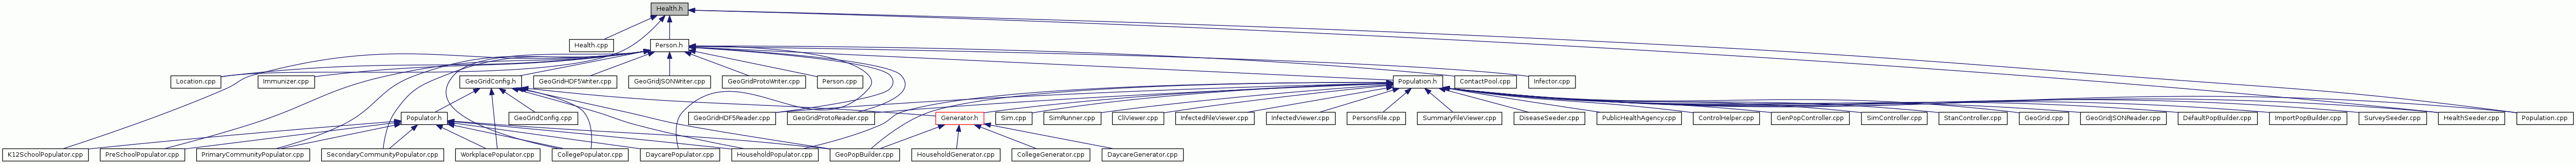 Health.h
Health.cpp
Person.h
Location.cpp
Immunizer.cpp
GeoGridConfig.h
GeoGridHDF5Writer.cpp
GeoGridJSONWriter.cpp
GeoGridProtoWriter.cpp
Person.cpp
Population.h
ContactPool.cpp
Infector.cpp
Populator.h
GeoGridConfig.cpp
GeoGridHDF5Reader.cpp
GeoGridProtoReader.cpp
Generator.h
Sim.cpp
SimRunner.cpp
CliViewer.cpp
InfectedFileViewer.cpp
InfectedViewer.cpp
PersonsFile.cpp
SummaryFileViewer.cpp
DiseaseSeeder.cpp
PublicHealthAgency.cpp
ControlHelper.cpp
GenPopController.cpp
SimController.cpp
StanController.cpp
GeoGrid.cpp
GeoGridJSONReader.cpp
DefaultPopBuilder.cpp
ImportPopBuilder.cpp
SurveySeeder.cpp
HealthSeeder.cpp
Population.cpp
K12SchoolPopulator.cpp
PreSchoolPopulator.cpp
PrimaryCommunityPopulator.cpp
SecondaryCommunityPopulator.cpp
WorkplacePopulator.cpp
CollegePopulator.cpp
DaycarePopulator.cpp
HouseholdPopulator.cpp
GeoPopBuilder.cpp
HouseholdGenerator.cpp
CollegeGenerator.cpp
DaycareGenerator.cpp